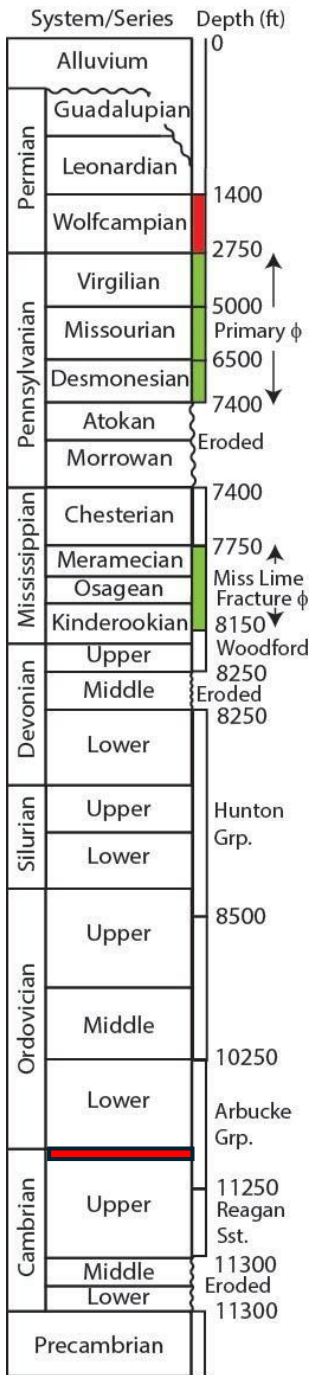 System/Series Depth (ft)
0
Alluvium
Permian
Guadalupian
Leonardian
1400
Wolfcampian
2750
Pennsylvanian
Virgilian
5000
Missourian Primary ϕ
6500
Desmonesian
7400
Atokan
Eroded
Morrowan
7400
Mississippian
Chesterian
7750
Meramecian
Miss Lime
Osagean
Fracture ϕ
Kinderookian
8150
Woodford
Devonian
Upper
8250
Middle
Eroded
8250
Lower
Silurian
Upper
Hunton
Grp.
Lower
Ordovician
8500
Upper
Middle
10250
Lower
Arbucke
Grp.
Cambrian
11250
Upper
Reagan
Sst.
11300
Middle
Eroded
Lower
11300
Precambrian